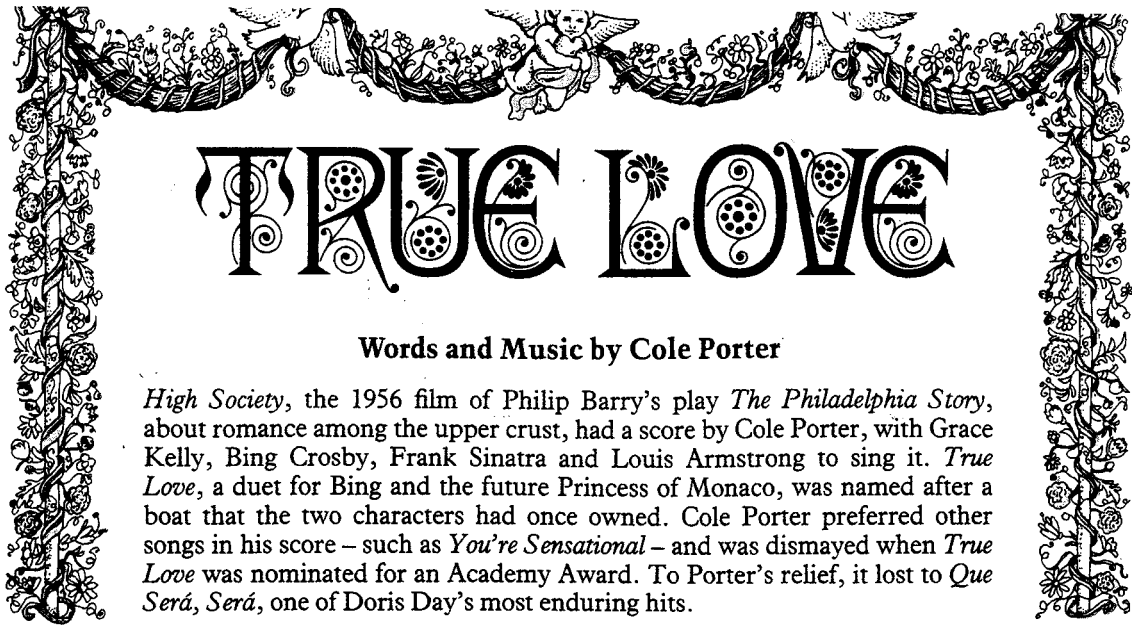 TRUE LOVE
Words and Music by Cole Porter
High Society, the 1956 film of Philip Barry's play The Philadelphia Story,
about romance among the upper crust, had a score by Cole Porter, with Grace
Kelly, Bing Crosby, Frank Sinatra and Louis Armstrong to sing it. True
Love, a duet for Bing and the future Princess of Monaco, was named after a
boat that the two characters had once owned. Cole Porter preferred other
songs in his score – such as You're Sensational – and was dismayed when True
Love was nominated for an Academy Award. To Porter's relief, it lost to Que
Será, Será, one of Doris Day's most enduring hits.